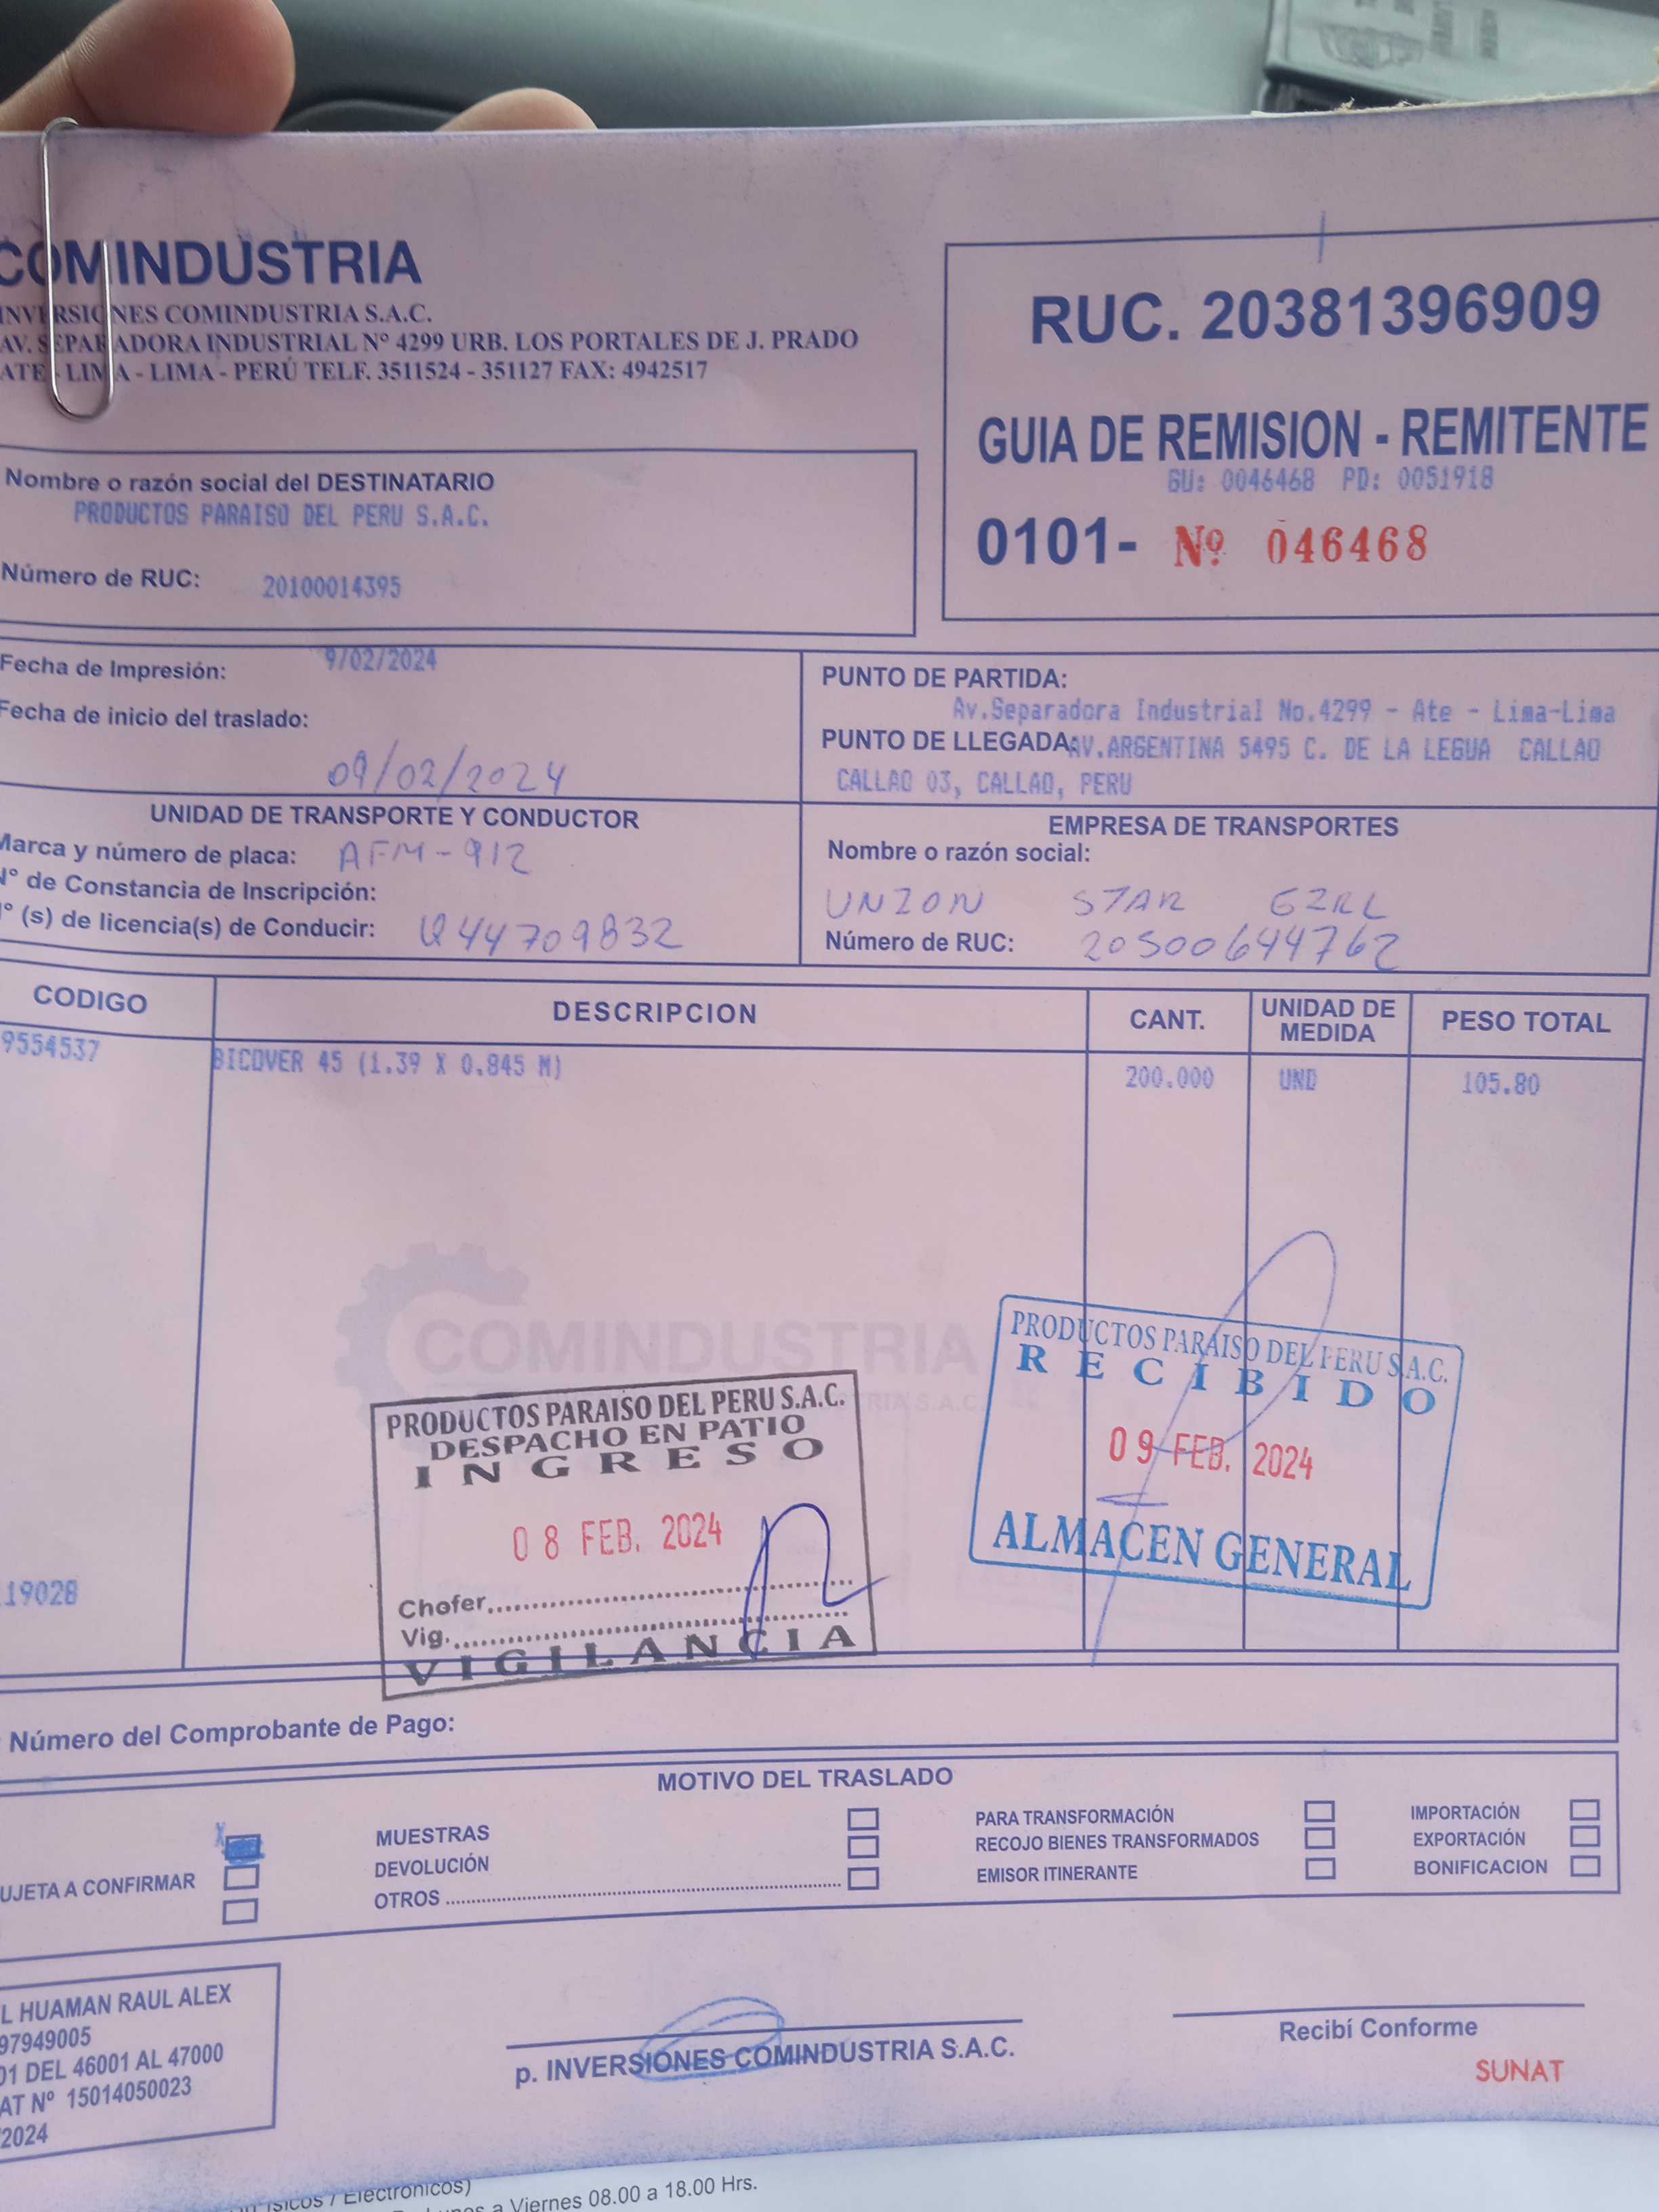 COMINDUSTRIA
INVERSIONES COMINDUSTRIA S.A.C.
AV. SEPARADORA INDUSTRIAL Nº 4299 URB. LOS PORTALES DE J. PRADO
ATE - LIMA - LIMA - PERÚ TELF. 3511524 - 351127 FAX: 4942517
RUC. 20381396909
GUIA DE REMISION - REMITENTE
GU: 0046468 PD: 0051918
0101- Nº 046468
Nombre o razón social del DESTINATARIO
PRODUCTOS PARAISO DEL PERU S.A.C.
Número de RUC: 20100014395
Fecha de Impresión: 9/02/2024
Fecha de inicio del traslado:
09/02/2024
PUNTO DE PARTIDA:
Av.Separadora Industrial No.4299 - Ate - Lima-Lima
PUNTO DE LLEGADA AV.ARGENTINA 5495 C. DE LA LEGUA CALLAO
CALLAO 03, CALLAO, PERU
UNIDAD DE TRANSPORTE Y CONDUCTOR
Marca y número de placa: AFM-912
N° de Constancia de Inscripción:
N° (s) de licencia(s) de Conducir: Q44709832
EMPRESA DE TRANSPORTES
Nombre o razón social:
UNION STAR EIRL
Número de RUC: 20500644762
CODIGO DESCRIPCION CANT. UNIDAD DE MEDIDA PESO TOTAL
9554537 BICOVER 45 (1.39 X 0.845 M) 200.000 UND 105.80
COMINDUSTRIA
PRODUCTOS PARAISO DEL PERU S.A.C.
DESPACHO EN PATIO
INGRESO
08 FEB. 2024
Chofer
Vig.
VIGILANCIA
PRODUCTOS PARAISO DEL PERU S.A.C.
RECIBIDO
09 FEB. 2024
ALMACEN GENERAL
19028
Número del Comprobante de Pago:
MOTIVO DEL TRASLADO
X
UJETA A CONFIRMAR
MUESTRAS
DEVOLUCIÓN
OTROS
PARA TRANSFORMACIÓN
RECOJO BIENES TRANSFORMADOS
EMISOR ITINERANTE
IMPORTACIÓN
EXPORTACIÓN
BONIFICACION
L HUAMAN RAUL ALEX
97949005
01 DEL 46001 AL 47000
AT Nº 15014050023
/2024
p. INVERSIONES COMINDUSTRIA S.A.C.
Recibí Conforme
SUNAT
ísicos / Electrónicos)
a Viernes 08.00 a 18.00 Hrs.